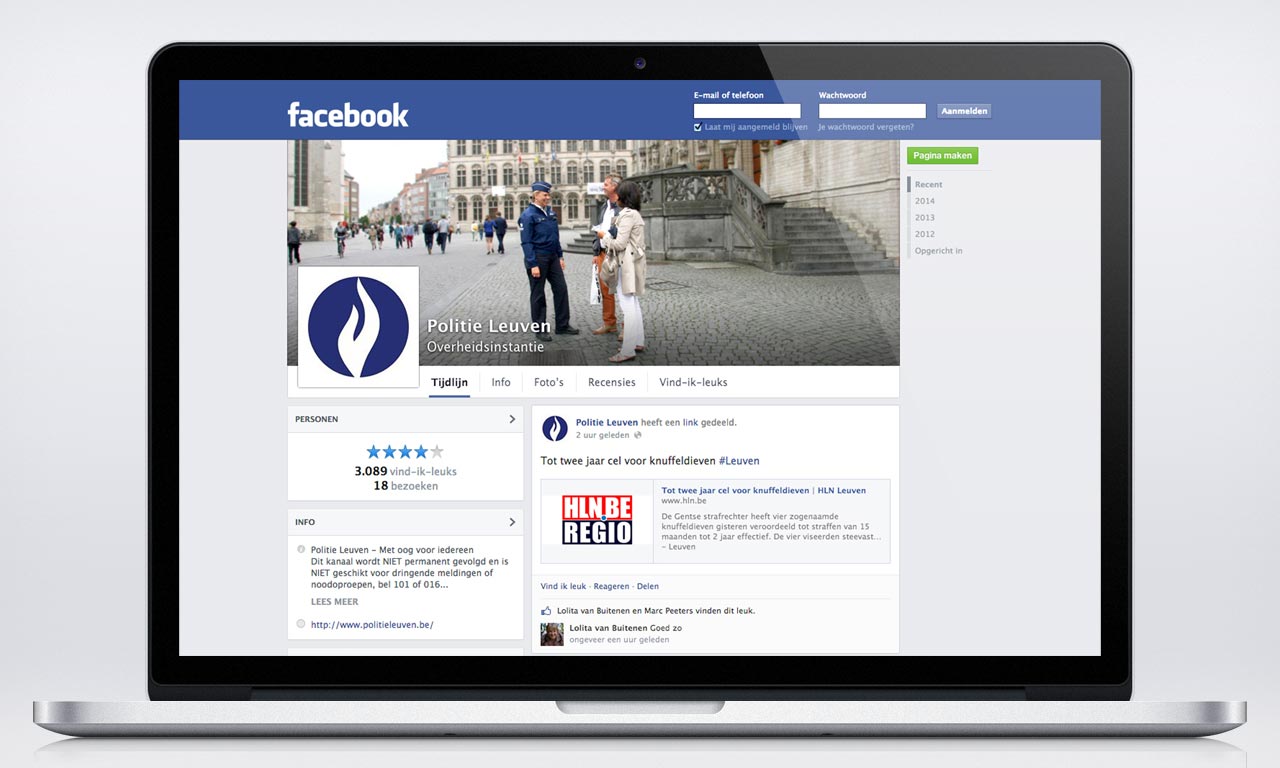 facebook
E-mail of telefoon
Wachtwoord
Aanmelden
Laat mij aangemeld blijven
Je wachtwoord vergeten?
Pagina maken
Recent
2014
2013
2012
Opgericht in
Politie Leuven
Overheidsinstantie
Tijdlijn
Info
Foto's
Recensies
Vind-ik-leuks
PERSONEN
3.089 vind-ik-leuks
18 bezoeken
INFO
Politie Leuven – Met oog voor iedereen
Dit kanaal wordt NIET permanent gevolgd en is
NIET geschikt voor dringende meldingen of
noodoproepen, bel 101 of 016...
LEES MEER
http://www.politieleuven.be/
Politie Leuven heeft een link gedeeld.
2 uur geleden
Tot twee jaar cel voor knuffeldieven #Leuven
HLN.BE
REGIO
Tot twee jaar cel voor knuffeldieven | HLN Leuven
www.hln.be
De Gentse strafrechter heeft vier zogenaamde
knuffeldieven gisteren veroordeeld tot straffen van 15
maanden tot 2 jaar effectief. De vier viseerden steevast...
– Leuven
Vind ik leuk · Reageren · Delen
Lolita van Buitenen en Marc Peeters vinden dit leuk.
Lolita van Buitenen Goed zo
ongeveer een uur geleden